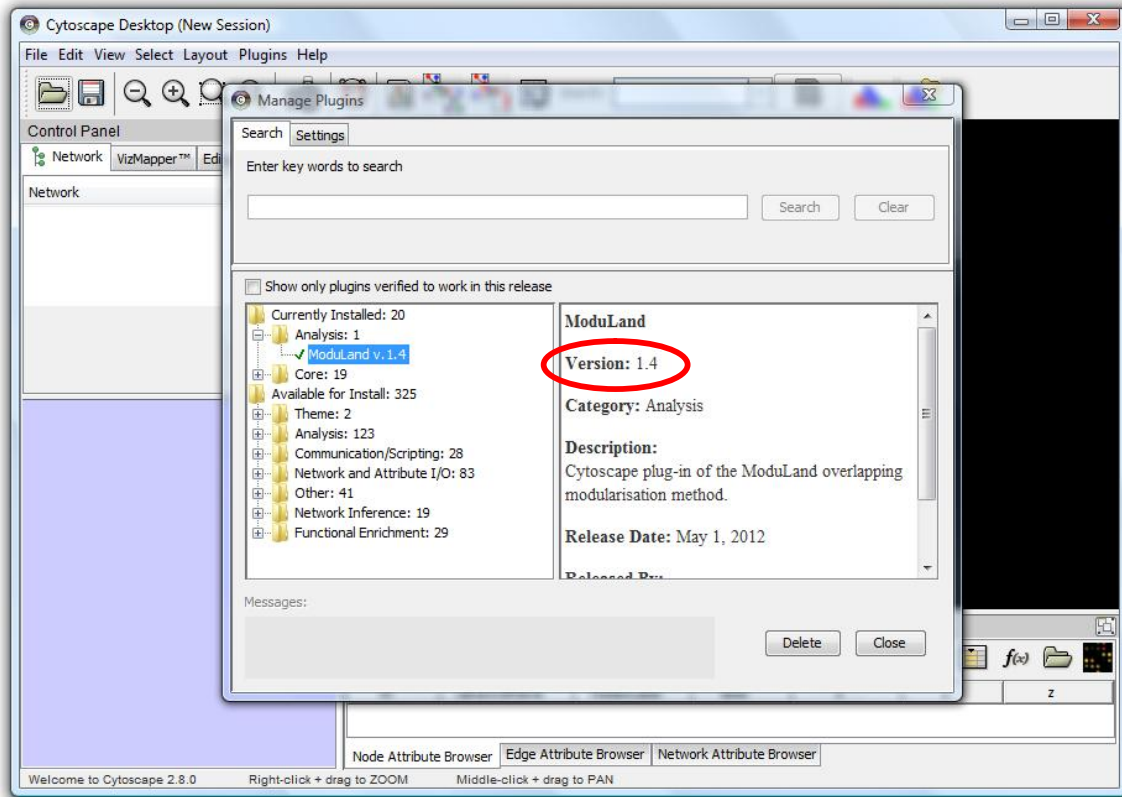 Cytoscape Desktop (New Session)
File Edit View Select Layout Plugins Help
Manage Plugins
Control Panel
Network VizMapper™ Edi
Network
Search Settings
Enter key words to search
Search Clear
Show only plugins verified to work in this release
Currently Installed: 20
Analysis: 1
ModuLand v.1.4
Core: 19
Available for Install: 325
Theme: 2
Analysis: 123
Communication/Scripting: 28
Network and Attribute I/O: 83
Other: 41
Network Inference: 19
Functional Enrichment: 29
ModuLand
Version: 1.4
Category: Analysis
Description:
Cytoscape plug-in of the ModuLand overlapping
modularisation method.
Release Date: May 1, 2012
Released By:
Messages:
Delete Close
f(x)
z
Node Attribute Browser Edge Attribute Browser Network Attribute Browser
Welcome to Cytoscape 2.8.0 Right-click + drag to ZOOM Middle-click + drag to PAN